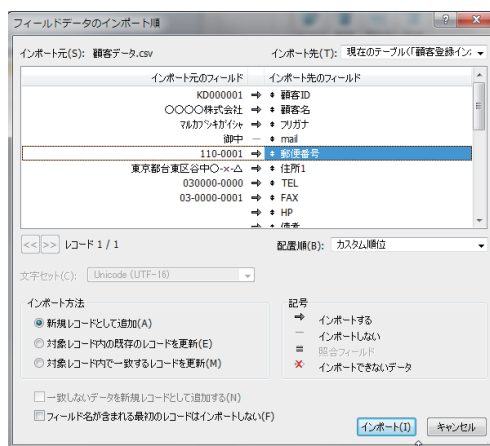 フィールドデータのインポート順
インポート元(S): 顧客データ.csv インポート先(T): 現在のテーブル(「顧客登録イン:
インポート元のフィールド インポート先のフィールド
KD000001 ➔ 顧客ID
〇〇〇〇株式会社 ➔ 顧客名
マルカブシキガイシャ ➔ フリガナ
御中 — mail
110-0001 ➔ 郵便番号
東京都台東区谷中〇-×-△ ➔ 住所1
030000-0000 ➔ TEL
03-0000-0001 ➔ FAX
➔ HP
➔ 備考
<< >> レコード 1 / 1 配置順(B): カスタム順位
文字セット(C): Unicode (UTF-16)
インポート方法 記号
新規レコードとして追加(A) ➔ インポートする
対象レコード内の既存のレコードを更新(E) — インポートしない
対象レコード内で一致するレコードを更新(M) = 照合フィールド
インポートできないデータ
一致しないデータを新規レコードとして追加する(N)
フィールド名が含まれる最初のレコードはインポートしない(F)
インポート(I) キャンセル